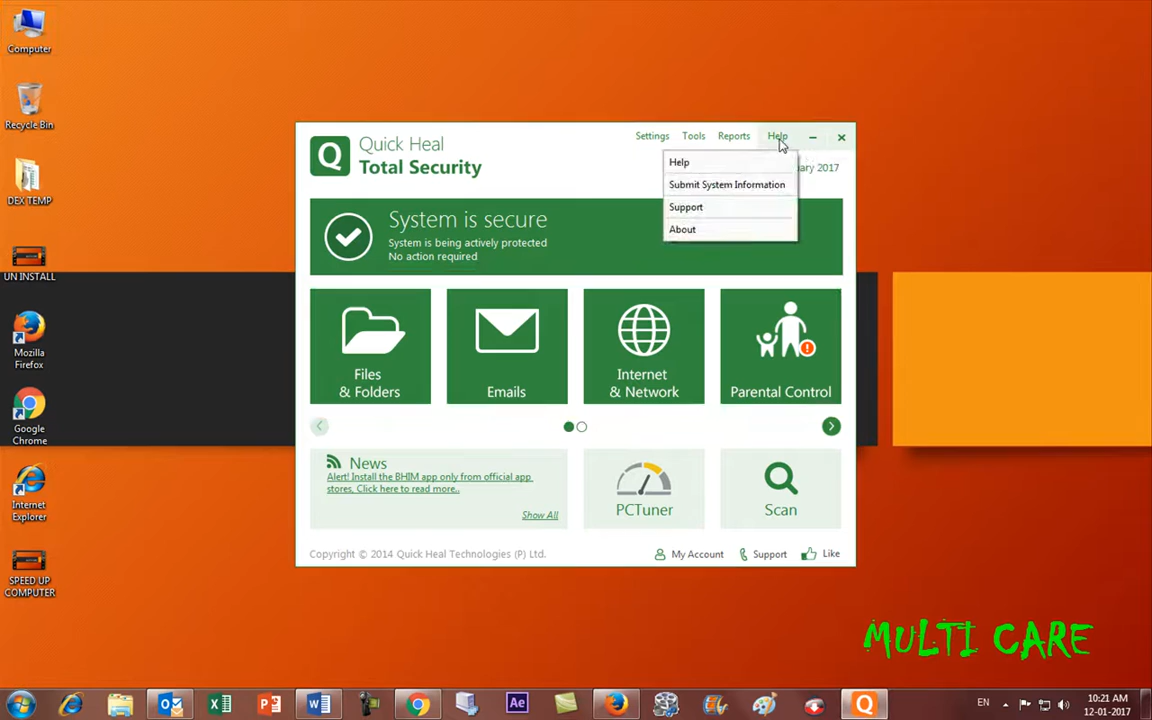 Computer
Recycle Bin
DEX TEMP
UN INSTALL
Mozilla
Firefox
Google
Chrome
Internet
Explorer
SPEED UP
COMPUTER
Q
Quick Heal
Total Security
Settings Tools Reports Help
Help
Submit System Information
Support
About
uary 2017
System is secure
System is being actively protected
No action required
Files
& Folders
Emails
Internet
& Network
Parental Control
News
Alert! Install the BHIM app only from official app
stores, Click here to read more..
Show All
PCTuner
Scan
Copyright © 2014 Quick Heal Technologies (P) Ltd.
My Account
Support
Like
MULTI CARE
Ae
Q
EN
10:21 AM
12-01-2017